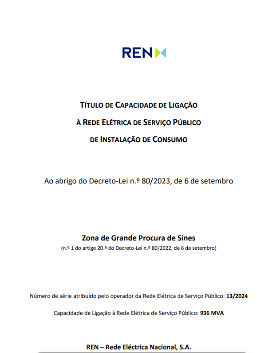 REN
TÍTULO DE CAPACIDADE DE LIGAÇÃO
À REDE ELÉTRICA DE SERVIÇO PÚBLICO
DE INSTALAÇÃO DE CONSUMO
Ao abrigo do Decreto-Lei n.º 80/2023, de 6 de setembro
Zona de Grande Procura de Sines
(n.º 1 do artigo 20.º do Decreto-Lei n.º 80/2022, de 6 de setembro)
Número de série atribuído pelo operador da Rede Elétrica de Serviço Público: 13/2024
Capacidade de Ligação à Rede Elétrica de Serviço Público: 936 MVA
REN – Rede Elétrica Nacional, S.A.